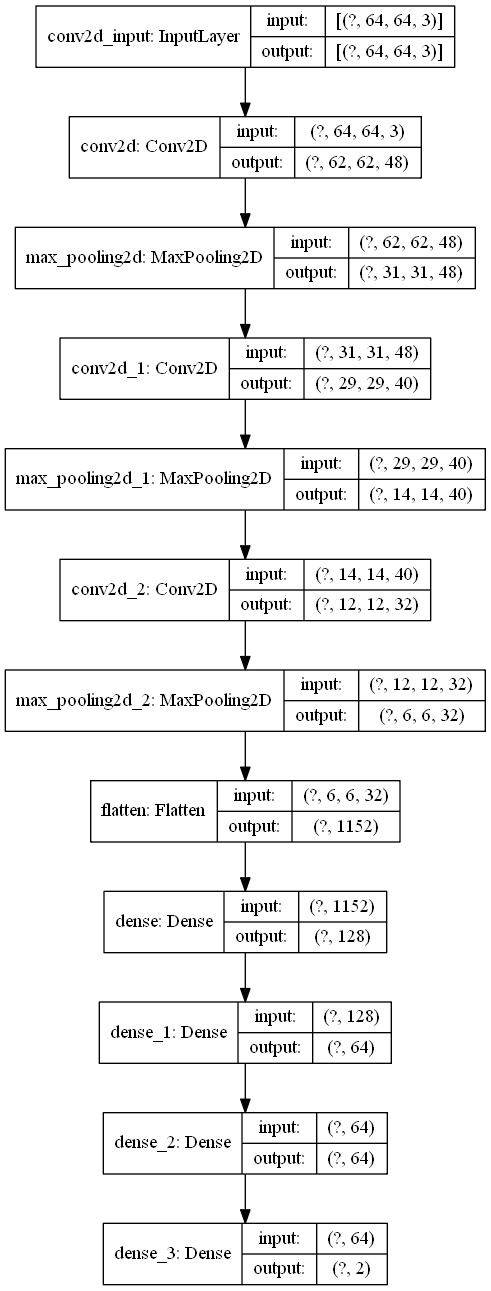 conv2d_input: InputLayer
input: [(?, 64, 64, 3)]
output: [(?, 64, 64, 3)]
conv2d: Conv2D
input: (?, 64, 64, 3)
output: (?, 62, 62, 48)
max_pooling2d: MaxPooling2D
input: (?, 62, 62, 48)
output: (?, 31, 31, 48)
conv2d_1: Conv2D
input: (?, 31, 31, 48)
output: (?, 29, 29, 40)
max_pooling2d_1: MaxPooling2D
input: (?, 29, 29, 40)
output: (?, 14, 14, 40)
conv2d_2: Conv2D
input: (?, 14, 14, 40)
output: (?, 12, 12, 32)
max_pooling2d_2: MaxPooling2D
input: (?, 12, 12, 32)
output: (?, 6, 6, 32)
flatten: Flatten
input: (?, 6, 6, 32)
output: (?, 1152)
dense: Dense
input: (?, 1152)
output: (?, 128)
dense_1: Dense
input: (?, 128)
output: (?, 64)
dense_2: Dense
input: (?, 64)
output: (?, 64)
dense_3: Dense
input: (?, 64)
output: (?, 2)